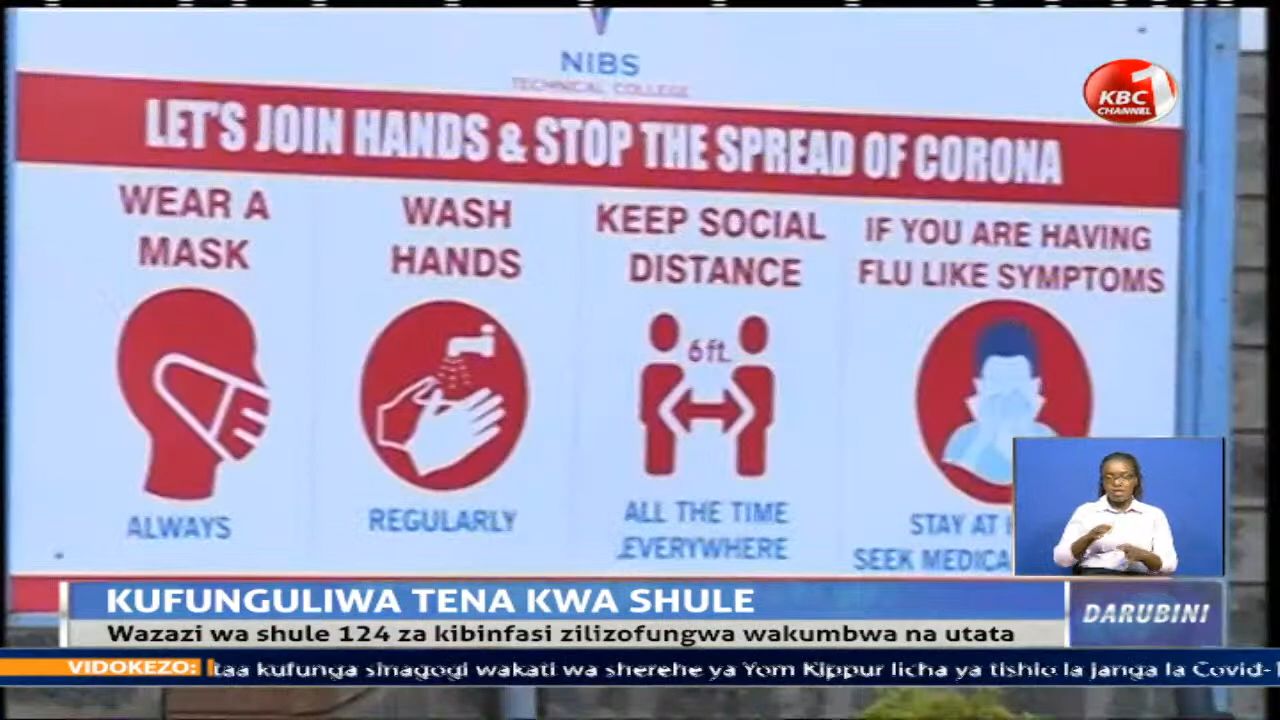 NIBS
TECHNICAL COLLEGE
LET'S JOIN HANDS & STOP THE SPREAD OF CORONA
WEAR A
MASK
ALWAYS
WASH
HANDS
REGULARLY
KEEP SOCIAL
DISTANCE
6ft.
ALL THE TIME
EVERYWHERE
IF YOU ARE HAVING
FLU LIKE SYMPTOMS
STAY AT
SEEK
KBC 1
CHANNEL
KUFUNGULIWA TENA KWA SHULE
Wazazi wa shule 124 za kibinfasi zilizofungwa wakumbwa na utata
DARUBINI
VIDOKEZO: taa kufunga sinagogi wakati wa sherehe ya Yom Kippur licha ya tishio la janga la Covid-1